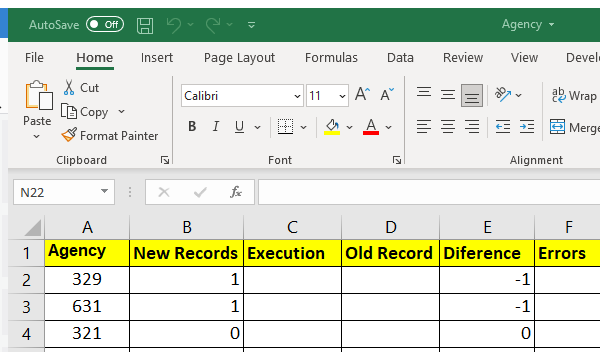 AutoSave Off Agency
File Home Insert Page Layout Formulas Data Review View Devel
Cut
Copy
Format Painter
Paste
Calibri 11
B I U A
ab Wrap
Merge
Clipboard Font Alignment
N22 fx
A B C D E F
1 Agency New Records Execution Old Record Diference Errors
2 329 1 -1
3 631 1 -1
4 321 0 0